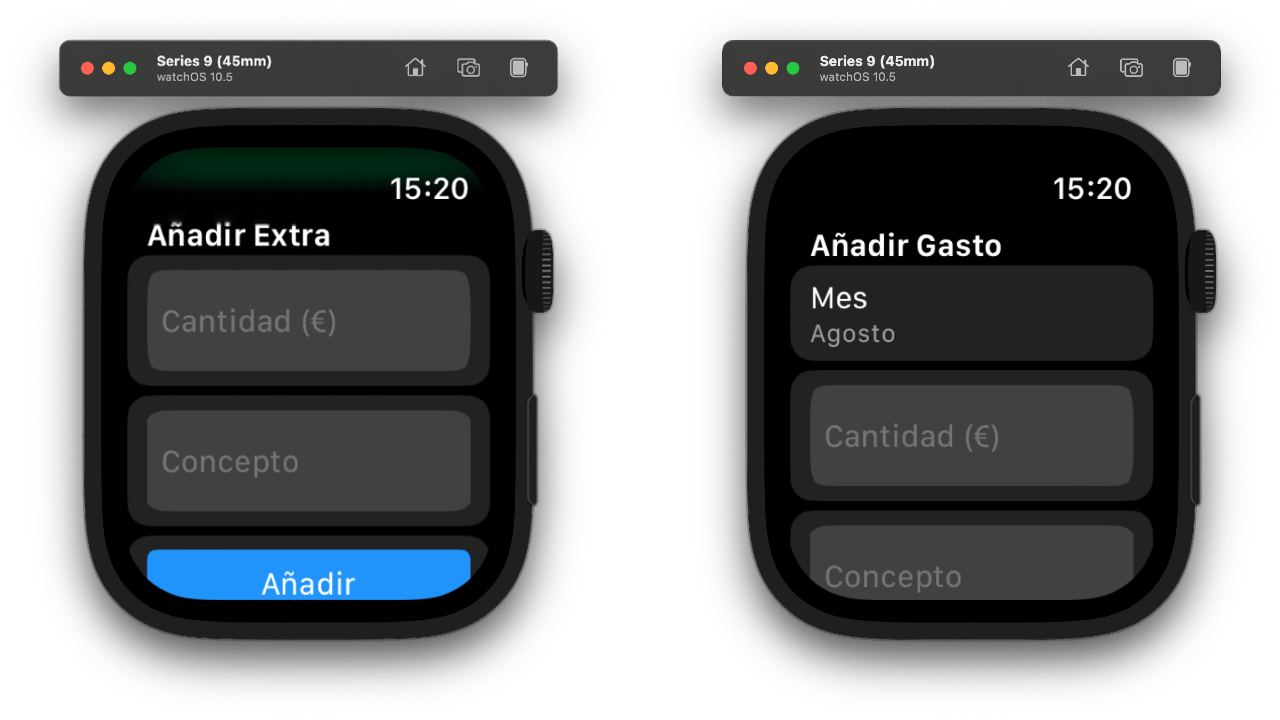 Series 9 (45mm)
watchOS 10.5
15:20
Añadir Extra
Cantidad (€)
Concepto
Añadir
Series 9 (45mm)
watchOS 10.5
15:20
Añadir Gasto
Mes
Agosto
Cantidad (€)
Concepto